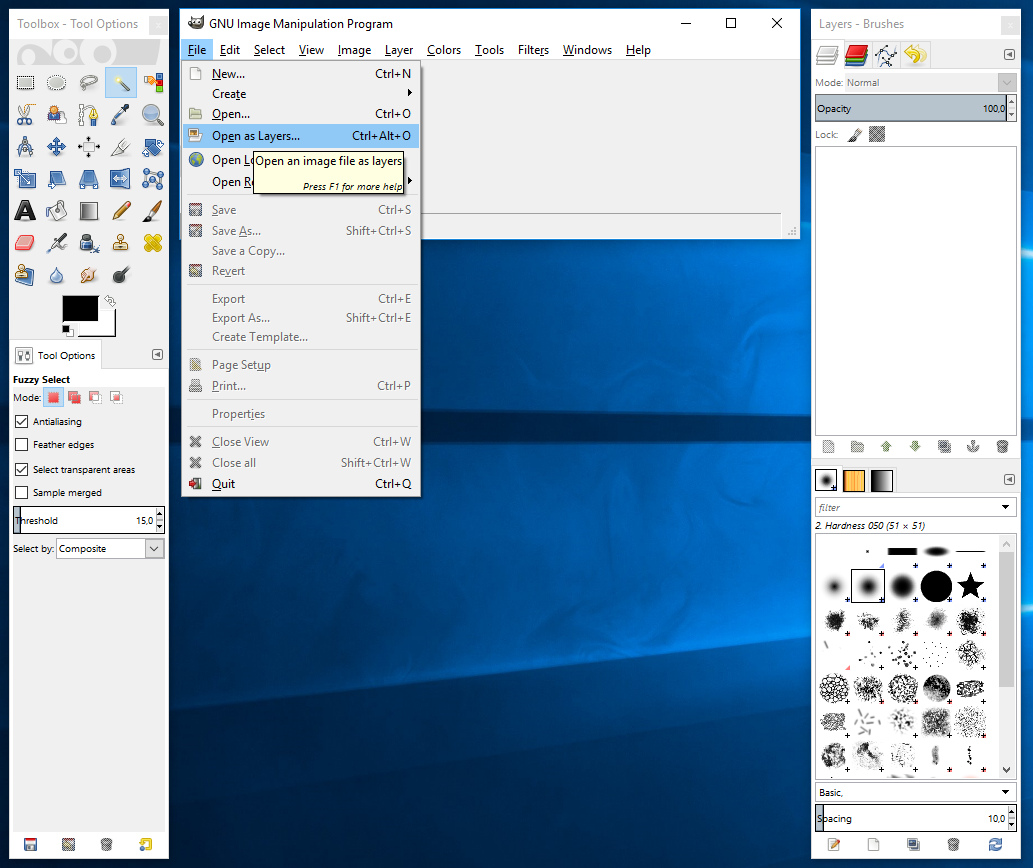 Toolbox - Tool Options
GNU Image Manipulation Program
File Edit Select View Image Layer Colors Tools Filters Windows Help
New... Ctrl+N
Create
Open... Ctrl+O
Open as Layers... Ctrl+Alt+O
Open
Open an image file as layers
Press F1 for more help
Open
Save Ctrl+S
Save As... Shift+Ctrl+S
Save a Copy...
Revert
Export Ctrl+E
Export As... Shift+Ctrl+E
Create Template...
Page Setup
Print... Ctrl+P
Properties
Close View Ctrl+W
Close all Shift+Ctrl+W
Quit Ctrl+Q
Tool Options
Fuzzy Select
Mode:
Antialiasing
Feather edges
Select transparent areas
Sample merged
Threshold 15,0
Select by: Composite
Layers - Brushes
Mode: Normal
Opacity 100,0
Lock:
filter
2. Hardness 050 (51 × 51)
Basic,
Spacing 10,0